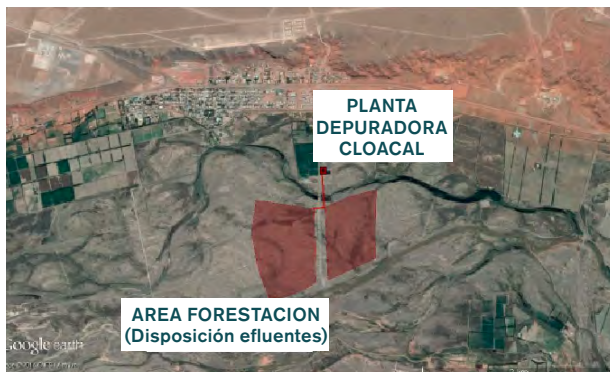 PLANTA
DEPURADORA
CLOACAL
AREA FORESTACION
(Disposición efluentes)
Google earth